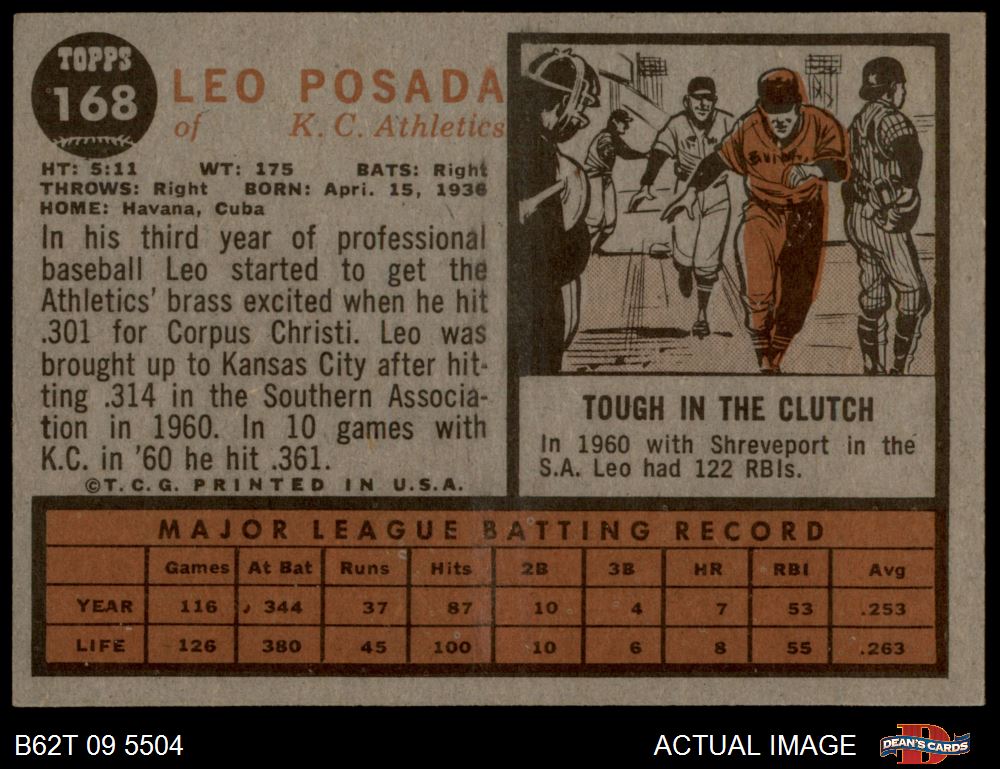 TOPPS
168
LEO POSADA
of K. C. Athletics
HT: 5:11 WT: 175 BATS: Right
THROWS: Right BORN: Apri. 15, 1936
HOME: Havana, Cuba
In his third year of professional
baseball Leo started to get the
Athletics' brass excited when he hit
.301 for Corpus Christi. Leo was
brought up to Kansas City after hit-
ting .314 in the Southern Associa-
tion in 1960. In 10 games with
K.C. in '60 he hit .361.
©T.C.G. PRINTED IN U.S.A.
TOUGH IN THE CLUTCH
In 1960 with Shreveport in the
S.A. Leo had 122 RBIs.
MAJOR LEAGUE BATTING RECORD
Games At Bat Runs Hits 2B 3B HR RBI Avg
YEAR 116 344 37 87 10 4 7 53 .253
LIFE 126 380 45 100 10 6 8 55 .263
B62T 09 5504
ACTUAL IMAGE
DEAN'S CARDS